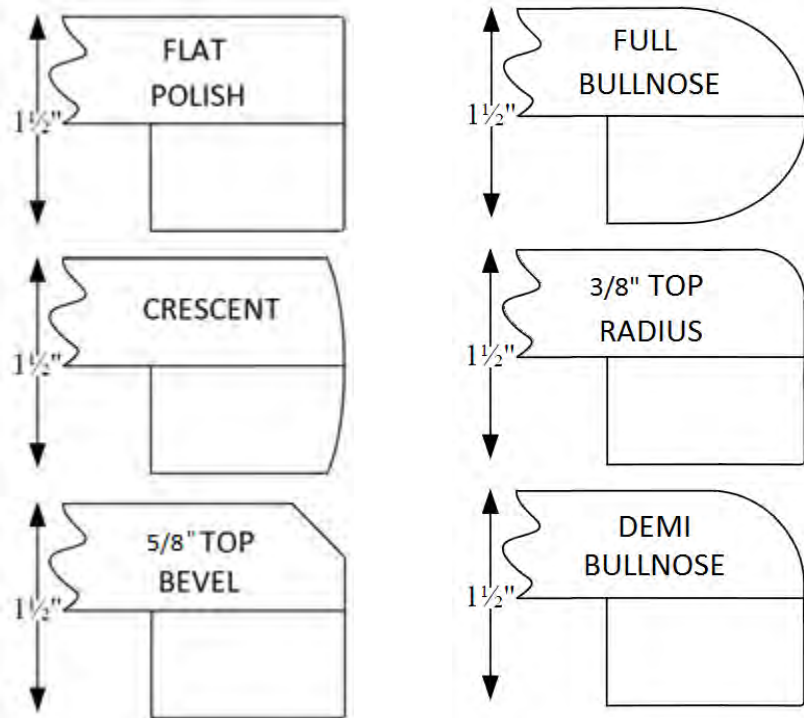 FLAT
POLISH
1½"
FULL
BULLNOSE
1½"
CRESCENT
1½"
3/8" TOP
RADIUS
1½"
5/8" TOP
BEVEL
1½"
DEMI
BULLNOSE
1½"